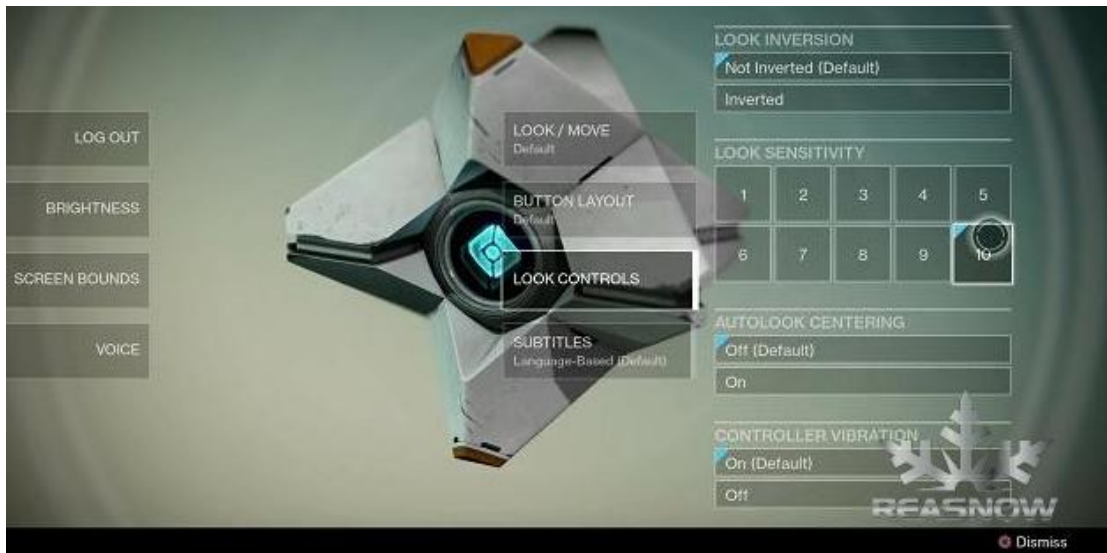 LOG OUT
BRIGHTNESS
SCREEN BOUNDS
VOICE
LOOK / MOVE
Default
BUTTON LAYOUT
Default
LOOK CONTROLS
SUBTITLES
Language-Based (Default)
LOOK INVERSION
Not Inverted (Default)
Inverted
LOOK SENSITIVITY
1 2 3 4 5
6 7 8 9 10
AUTOLOOK CENTERING
Off (Default)
On
CONTROLLER VIBRATION
On (Default)
Off
REASNOW
Dismiss